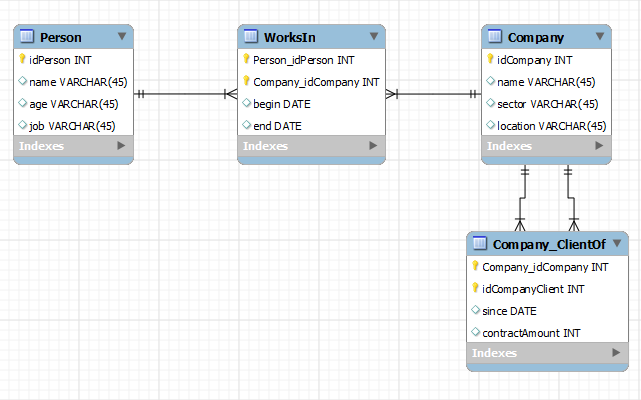 Person
idPerson INT
name VARCHAR(45)
age VARCHAR(45)
job VARCHAR(45)
Indexes
WorksIn
Person_idPerson INT
Company_idCompany INT
begin DATE
end DATE
Indexes
Company
idCompany INT
name VARCHAR(45)
sector VARCHAR(45)
location VARCHAR(45)
Indexes
Company_ClientOf
Company_idCompany INT
idCompanyClient INT
since DATE
contractAmount INT
Indexes